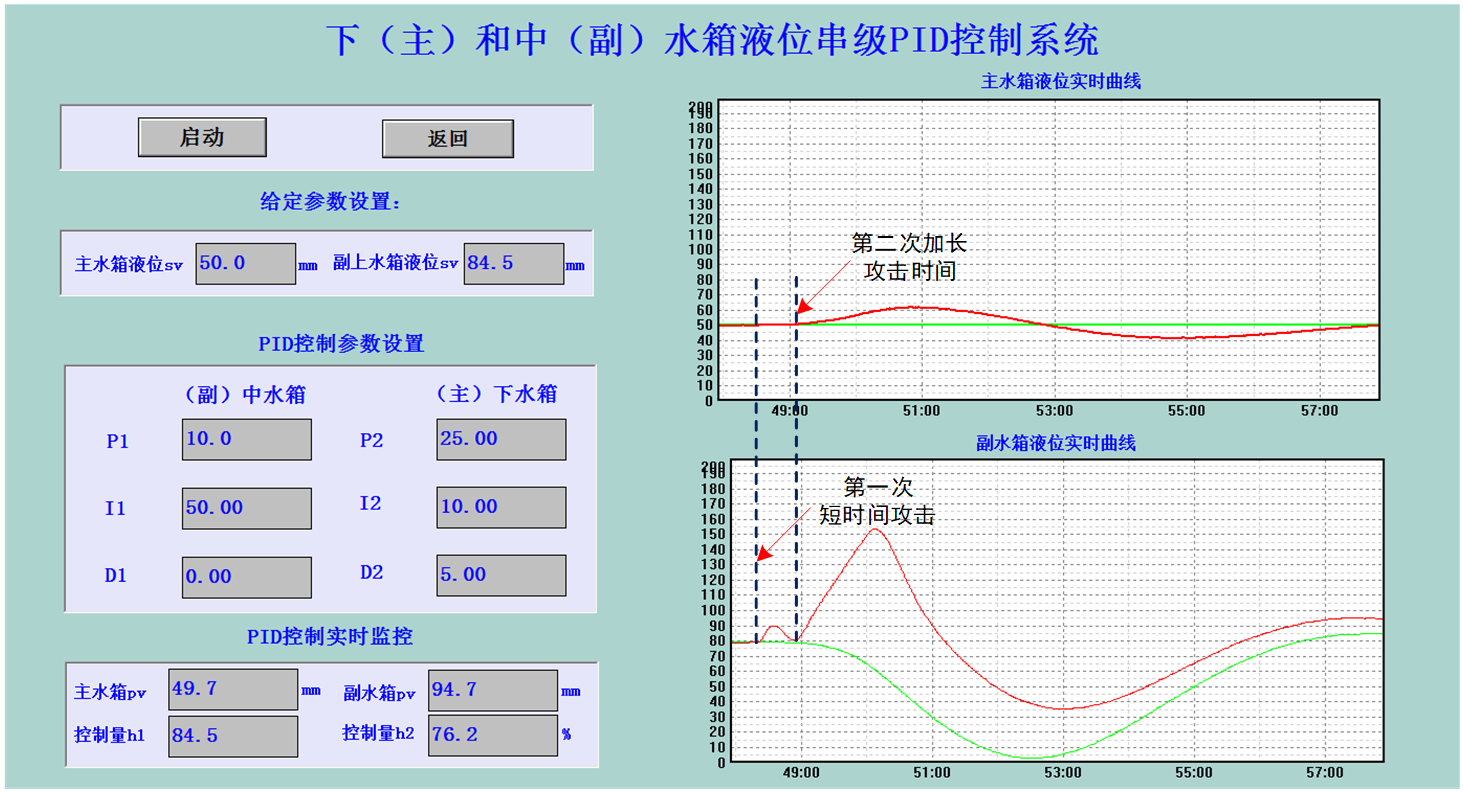 下（主）和中（副）水箱液位串级PID控制系统
启动
返回
给定参数设置：
主水箱液位sv
50.0
mm
副上水箱液位sv
84.5
mm
PID控制参数设置
（副）中水箱
（主）下水箱
P1
10.0
P2
25.00
I1
50.00
I2
10.00
D1
0.00
D2
5.00
PID控制实时监控
主水箱pv
49.7
mm
副水箱pv
94.7
mm
控制量h1
84.5
控制量h2
76.2
%
主水箱液位实时曲线
200
190
180
170
160
150
140
130
120
110
100
90
80
70
60
50
40
30
20
10
0
第二次加长
攻击时间
49:00
51:00
53:00
55:00
57:00
副水箱液位实时曲线
200
190
180
170
160
150
140
130
120
110
100
90
80
70
60
50
40
30
20
10
0
第一次
短时间攻击
49:00
51:00
53:00
55:00
57:00